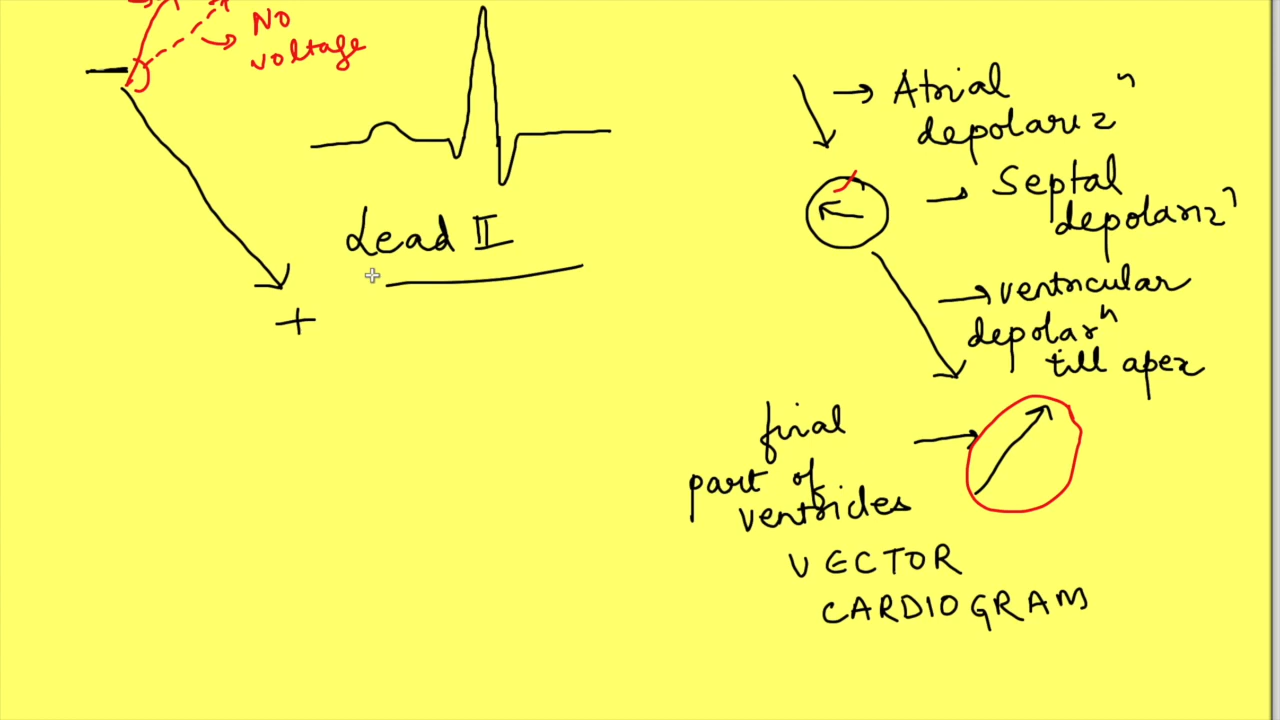 No
voltage
Lead II
+
→ Atrial
depolarizⁿ
→ Septal
depolarizⁿ
→ ventricular
depolarⁿ
till apex
final
part of
ventricles
VECTOR
CARDIOGRAM